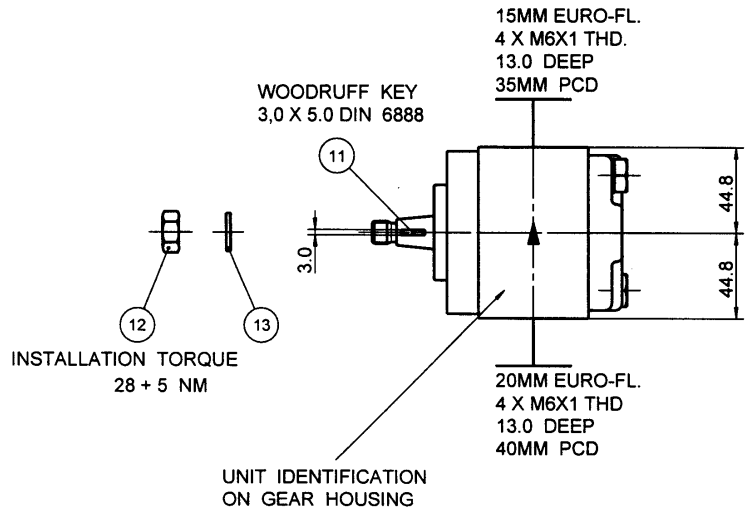 15MM EURO-FL.
4 X M6X1 THD.
13.0 DEEP
35MM PCD
WOODRUFF KEY
3,0 X 5.0 DIN 6888
11
44.8
3.0
44.8
12
13
INSTALLATION TORQUE
28 + 5 NM
20MM EURO-FL.
4 X M6X1 THD
13.0 DEEP
40MM PCD
UNIT IDENTIFICATION
ON GEAR HOUSING